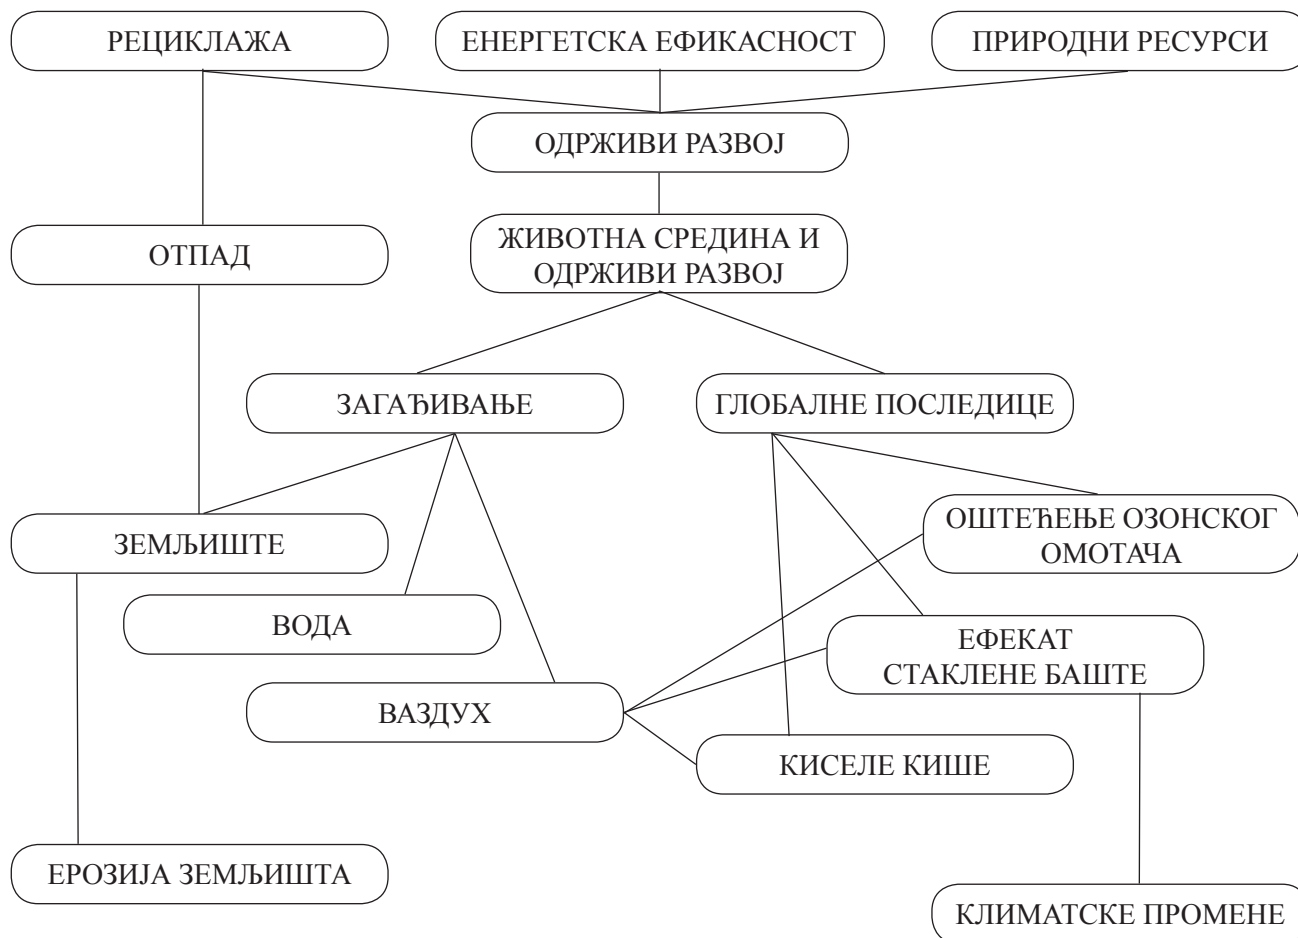 РЕЦИКЛАЖА
ЕНЕРГЕТСКА ЕФИКАСНОСТ
ПРИРОДНИ РЕСУРСИ
ОДРЖИВИ РАЗВОЈ
ОТПАД
ЖИВОТНА СРЕДИНА И
ОДРЖИВИ РАЗВОЈ
ЗАГАЂИВАЊЕ
ГЛОБАЛНЕ ПОСЛЕДИЦЕ
ЗЕМЉИШТЕ
ОШТЕЋЕЊЕ ОЗОНСКОГ
ОМОТАЧА
ВОДА
ЕФЕКАТ
СТАКЛЕНЕ БАШТЕ
ВАЗДУХ
КИСЕЛЕ КИШЕ
ЕРОЗИЈА ЗЕМЉИШТА
КЛИМАТСКЕ ПРОМЕНЕ